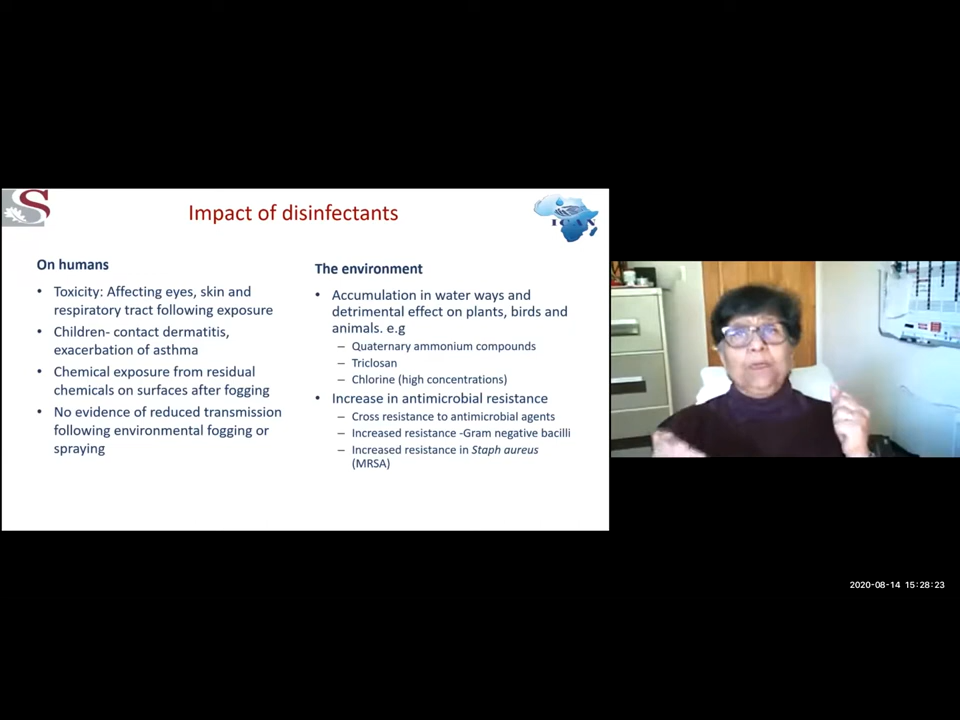 S
ICAN
Impact of disinfectants
On humans
• Toxicity: Affecting eyes, skin and
respiratory tract following exposure
• Children- contact dermatitis,
exacerbation of asthma
• Chemical exposure from residual
chemicals on surfaces after fogging
• No evidence of reduced transmission
following environmental fogging or
spraying
The environment
• Accumulation in water ways and
detrimental effect on plants, birds and
animals. e.g
– Quaternary ammonium compounds
– Triclosan
– Chlorine (high concentrations)
• Increase in antimicrobial resistance
– Cross resistance to antimicrobial agents
– Increased resistance -Gram negative bacilli
– Increased resistance in Staph aureus
(MRSA)
2020-08-14 15:28:23